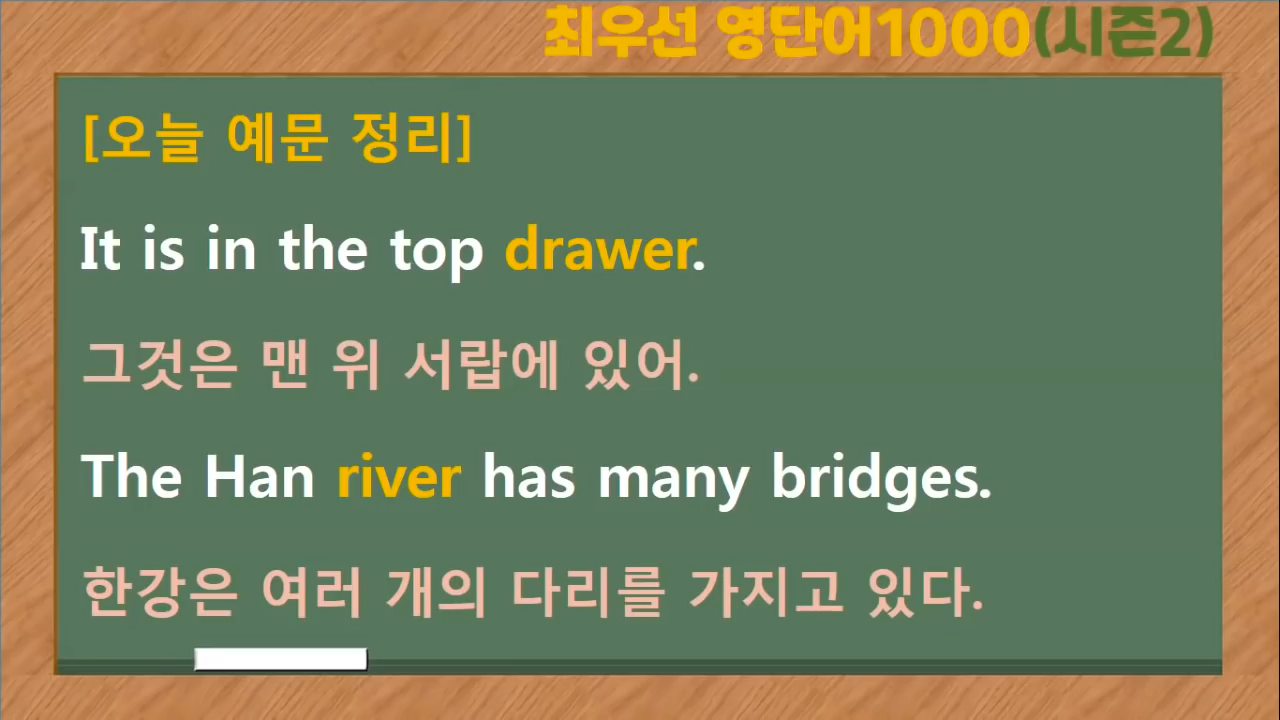 최우선 영단어1000(시즌2)
[오늘 예문 정리]
It is in the top drawer.
그것은 맨 위 서랍에 있어.
The Han river has many bridges.
한강은 여러 개의 다리를 가지고 있다.